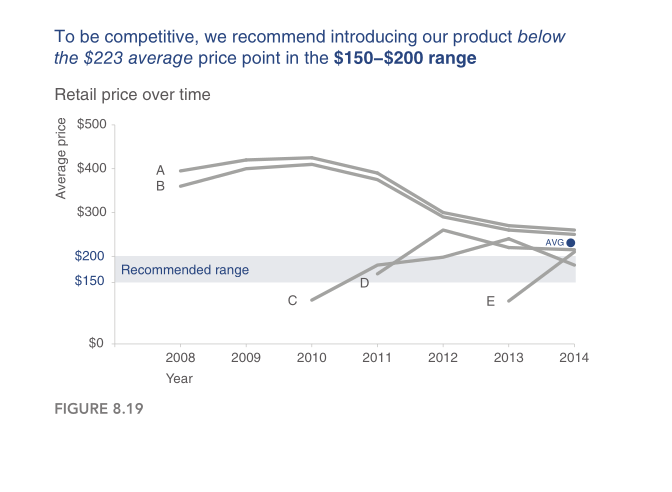 To be competitive, we recommend introducing our product below
the $223 average price point in the $150–$200 range
Retail price over time
Average price
$500
$400
$300
$200
$150
$0
A
B
C
D
E
AVG
Recommended range
2008 2009 2010 2011 2012 2013 2014
Year
FIGURE 8.19